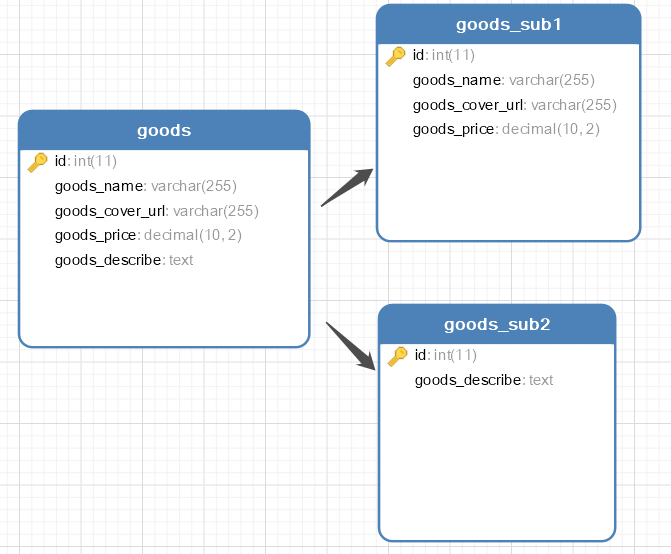 goods
id: int(11)
goods_name: varchar(255)
goods_cover_url: varchar(255)
goods_price: decimal(10, 2)
goods_describe: text
goods_sub1
id: int(11)
goods_name: varchar(255)
goods_cover_url: varchar(255)
goods_price: decimal(10, 2)
goods_sub2
id: int(11)
goods_describe: text